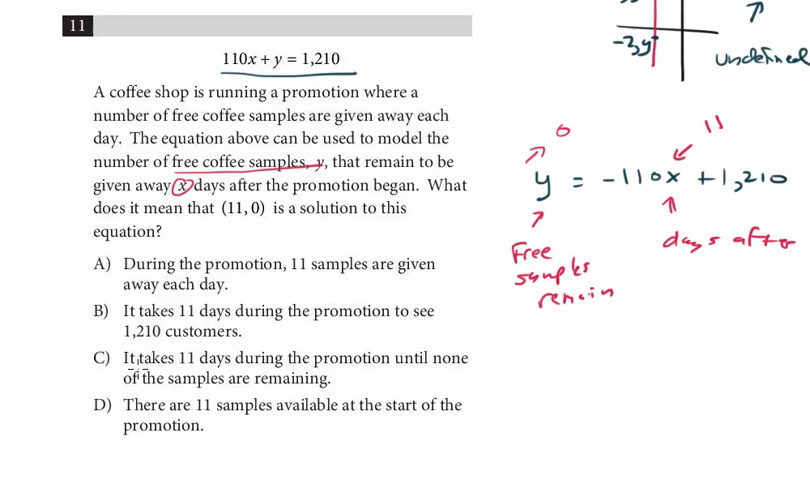 11
110x + y = 1,210
A coffee shop is running a promotion where a
number of free coffee samples are given away each
day. The equation above can be used to model the
number of free coffee samples, y, that remain to be
given away x days after the promotion began. What
does it mean that (11, 0) is a solution to this
equation?
A) During the promotion, 11 samples are given
away each day.
B) It takes 11 days during the promotion to see
1,210 customers.
C) It takes 11 days during the promotion until none
of the samples are remaining.
D) There are 11 samples available at the start of the
promotion.
-3y
undefined
0
11
y = -110x + 1,210
Free
samples
remain
days after